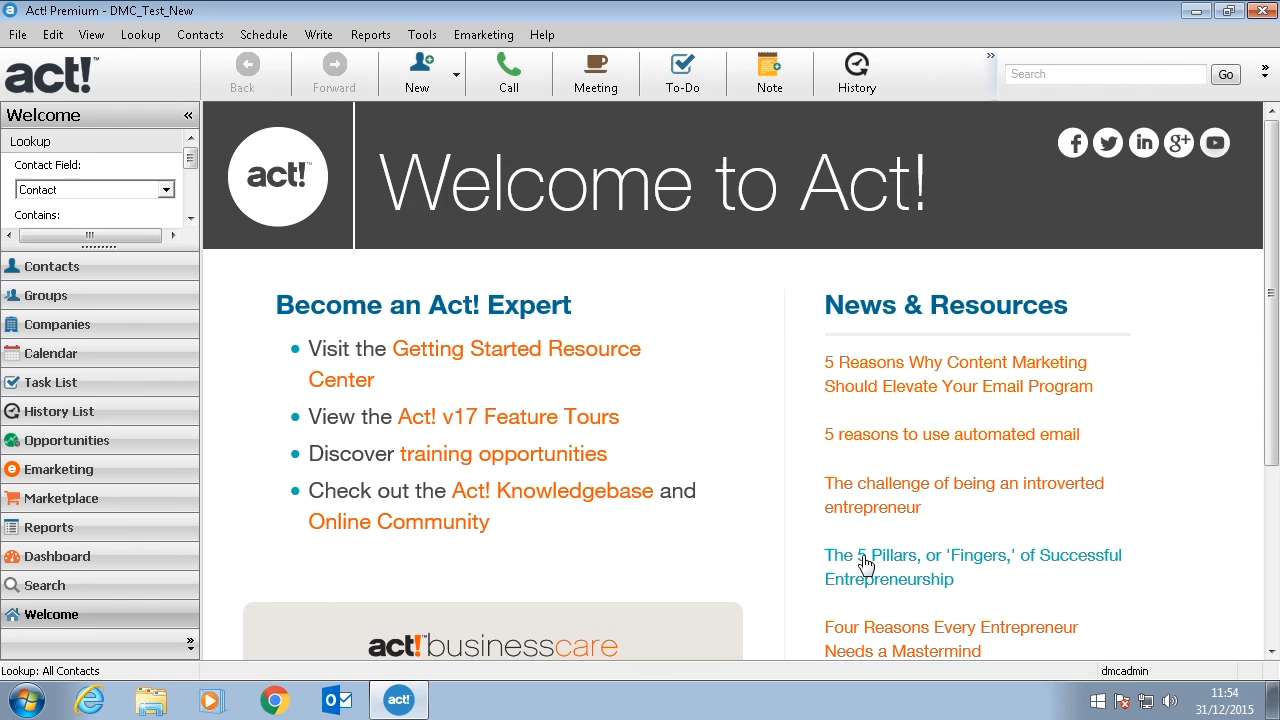 Act! Premium - DMC_Test_New
File Edit View Lookup Contacts Schedule Write Reports Tools Emarketing Help
act!™
Back Forward New Call Meeting To-Do Note History
Search Go
Welcome «
Lookup
Contact Field:
Contact
Contains:
Contacts
Groups
Companies
Calendar
Task List
History List
Opportunities
Emarketing
Marketplace
Reports
Dashboard
Search
Welcome
act!™
Welcome to Act!
Become an Act! Expert
Visit the Getting Started Resource
Center
View the Act! v17 Feature Tours
Discover training opportunities
Check out the Act! Knowledgebase and
Online Community
act!™businesscare
News & Resources
5 Reasons Why Content Marketing
Should Elevate Your Email Program
5 reasons to use automated email
The challenge of being an introverted
entrepreneur
The 5 Pillars, or 'Fingers,' of Successful
Entrepreneurship
Four Reasons Every Entrepreneur
Needs a Mastermind
Lookup: All Contacts
dmcadmin
act!
11:54
31/12/2015